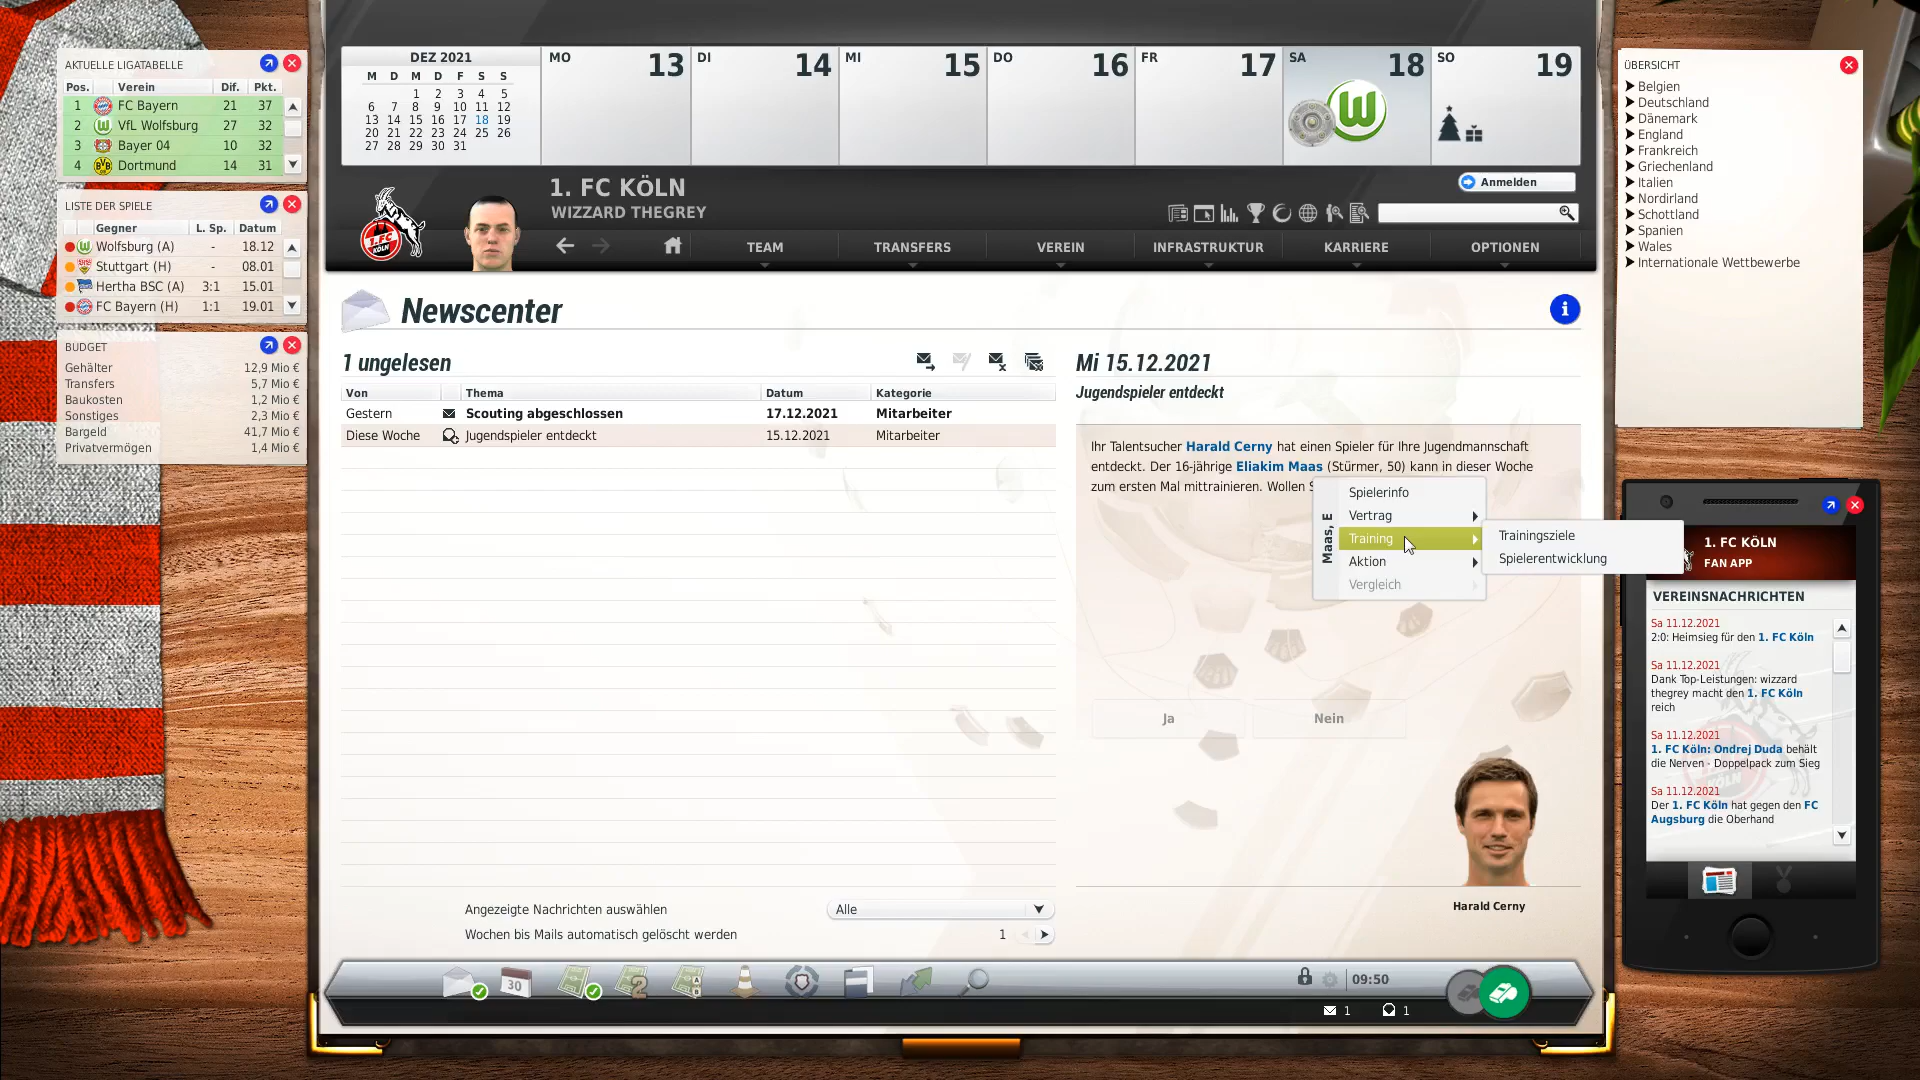 AKTUELLE LIGATABELLE
Pos. Verein Dif. Pkt.
1 FC Bayern 21 37
2 VfL Wolfsburg 27 32
3 Bayer 04 10 32
4 Dortmund 14 31
LISTE DER SPIELE
Gegner L. Sp. Datum
Wolfsburg (A) - 18.12
Stuttgart (H) - 08.01
Hertha BSC (A) 3:1 15.01
FC Bayern (H) 1:1 19.01
BUDGET
Gehälter 12,9 Mio €
Transfers 5,7 Mio €
Baukosten 1,2 Mio €
Sonstiges 2,3 Mio €
Bargeld 41,7 Mio €
Privatvermögen 1,4 Mio €
DEZ 2021
M D M D F S S
1 2 3 4 5
6 7 8 9 10 11 12
13 14 15 16 17 18 19
20 21 22 23 24 25 26
27 28 29 30 31
MO 13
DI 14
MI 15
DO 16
FR 17
SA 18
SO 19
1. FC KÖLN
WIZZARD THEGREY
Anmelden
1.FC
KÖLN
TEAM TRANSFERS VEREIN INFRASTRUKTUR KARRIERE OPTIONEN
Newscenter
1 ungelesen
Von Thema Datum Kategorie
Gestern Scouting abgeschlossen 17.12.2021 Mitarbeiter
Diese Woche Jugendspieler entdeckt 15.12.2021 Mitarbeiter
Angezeigte Nachrichten auswählen Alle
Wochen bis Mails automatisch gelöscht werden 1
Mi 15.12.2021
Jugendspieler entdeckt
Ihr Talentsucher Harald Cerny hat einen Spieler für Ihre Jugendmannschaft
entdeckt. Der 16-jährige Eliakim Maas (Stürmer, 50) kann in dieser Woche
zum ersten Mal mittrainieren. Wollen S
Maas, E
Spielerinfo
Vertrag
Training
Aktion
Vergleich
Trainingsziele
Spielerentwicklung
Ja Nein
Harald Cerny
30
2
09:50
1 1
ÜBERSICHT
Belgien
Deutschland
Dänemark
England
Frankreich
Griechenland
Italien
Nordirland
Schottland
Spanien
Wales
Internationale Wettbewerbe
1. FC KÖLN
FAN APP
VEREINSNACHRICHTEN
Sa 11.12.2021
2:0: Heimsieg für den 1. FC Köln
Sa 11.12.2021
Dank Top-Leistungen: wizzard
thegrey macht den 1. FC Köln
reich
Sa 11.12.2021
1. FC Köln: Ondrej Duda behält
die Nerven - Doppelpack zum Sieg
Sa 11.12.2021
Der 1. FC Köln hat gegen den FC
Augsburg die Oberhand